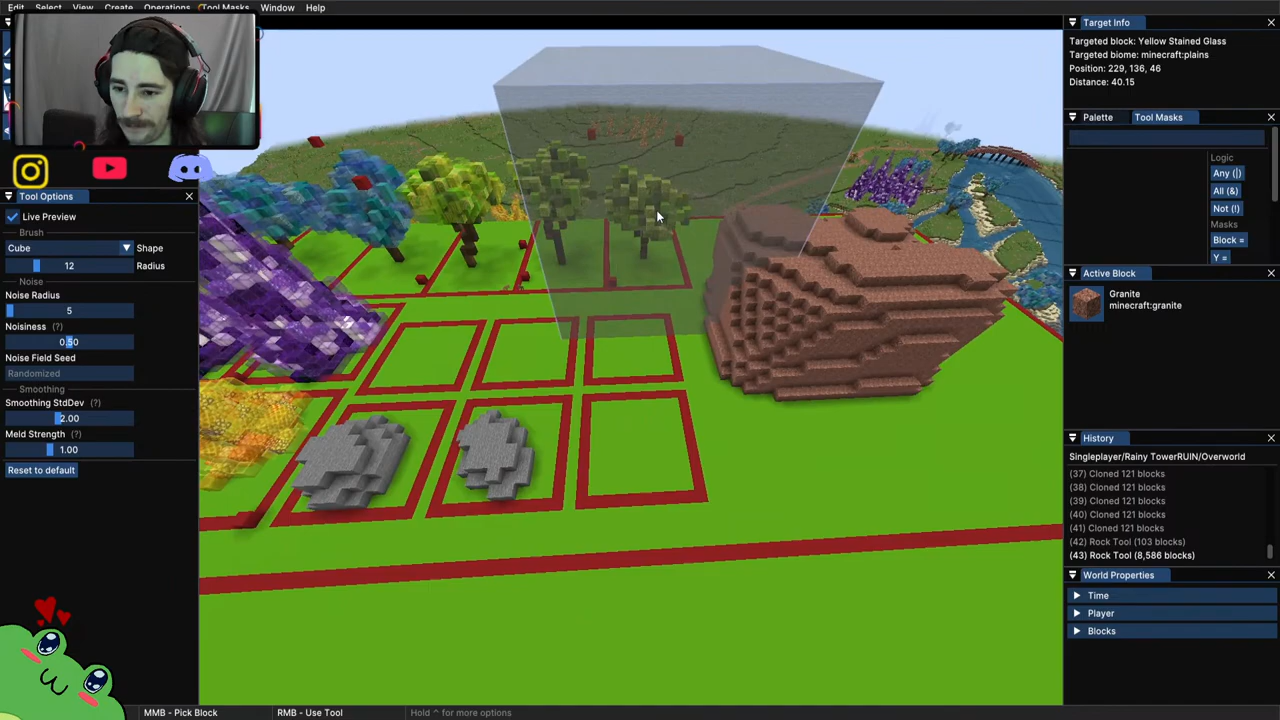 Edit Select View Create Operations Tool Masks Window Help
Tool Options
Live Preview
Brush
Cube Shape
12 Radius
Noise
Noise Radius
5
Noisiness (?)
0.50
Noise Field Seed
Randomized
Smoothing
Smoothing StdDev (?)
2.00
Meld Strength (?)
1.00
Reset to default
Target Info
Targeted block: Yellow Stained Glass
Targeted biome: minecraft:plains
Position: 229, 136, 46
Distance: 40.15
Palette Tool Masks
Logic
Any (|)
All (&)
Not (!)
Masks
Block =
Y =
Active Block
Granite
minecraft:granite
History
Singleplayer/Rainy TowerRUIN/Overworld
(37) Cloned 121 blocks
(38) Cloned 121 blocks
(39) Cloned 121 blocks
(40) Cloned 121 blocks
(41) Cloned 121 blocks
(42) Rock Tool (103 blocks)
(43) Rock Tool (8,586 blocks)
World Properties
Time
Player
Blocks
MMB - Pick Block RMB - Use Tool Hold ^ for more options